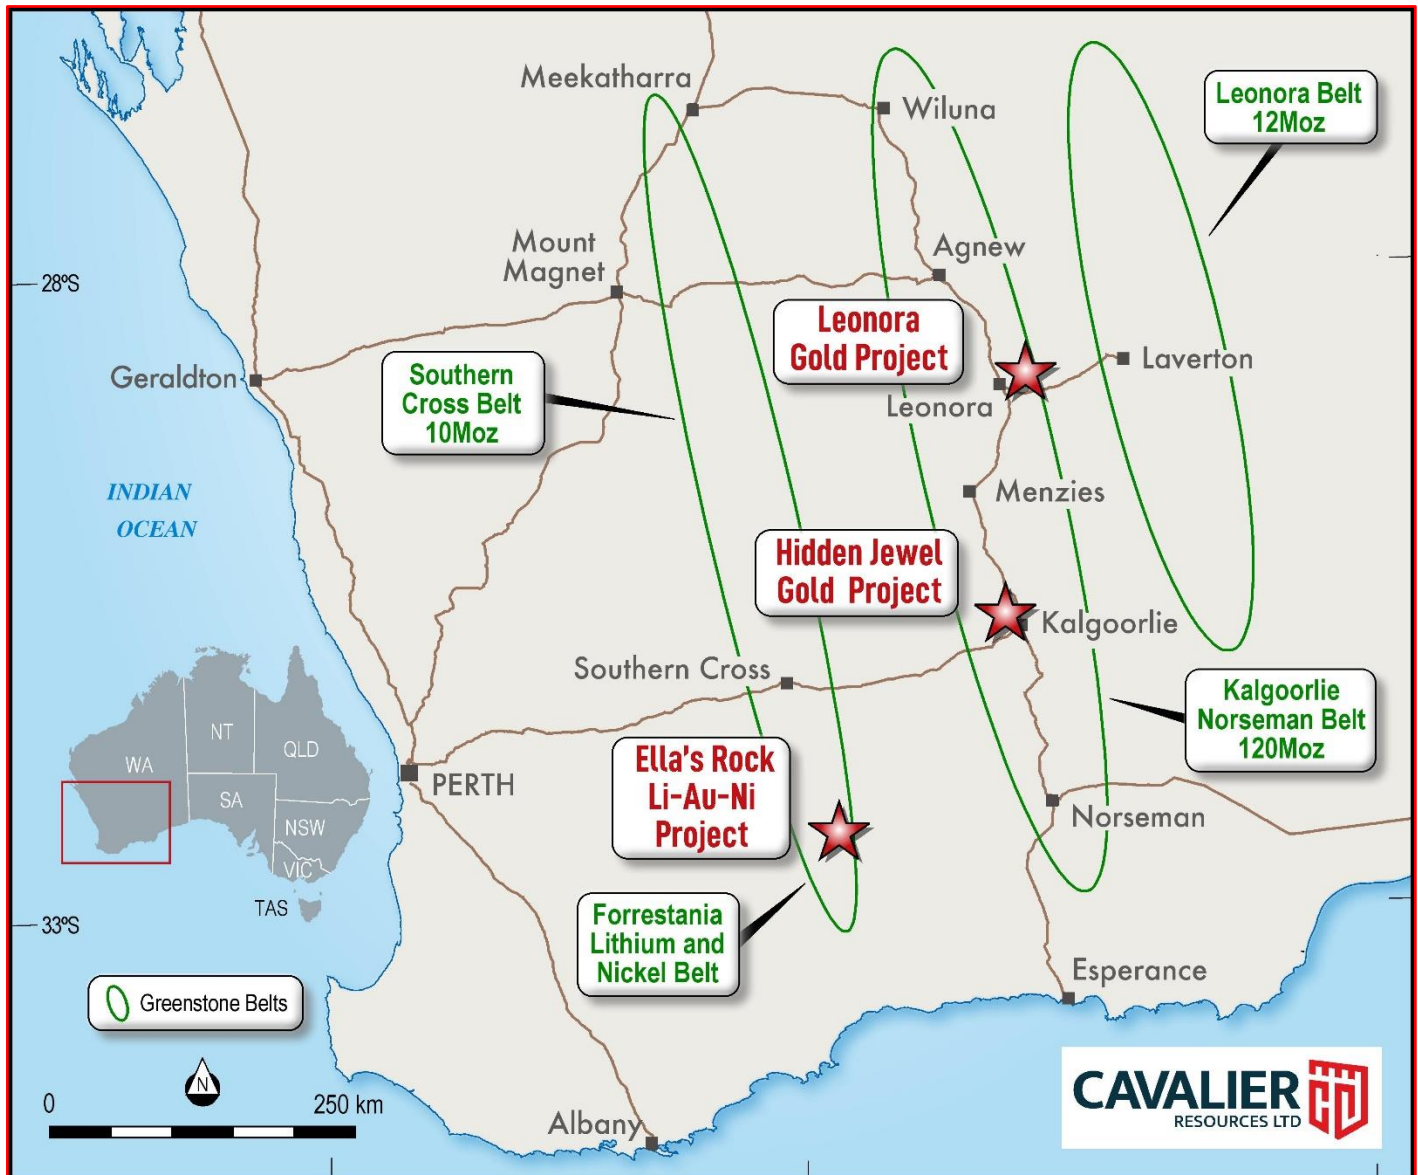 Meekatharra
Wiluna
Leonora Belt
12Moz
Mount
Magnet
Agnew
28ºS
Leonora
Gold Project
Laverton
Geraldton
Southern
Cross Belt
10Moz
Leonora
INDIAN
OCEAN
Menzies
Hidden Jewel
Gold Project
Kalgoorlie
Southern Cross
Kalgoorlie
Norseman Belt
120Moz
NT
QLD
WA
SA
NSW
VIC
TAS
PERTH
Ella's Rock
Li-Au-Ni
Project
Norseman
33ºS
Forrestania
Lithium and
Nickel Belt
Esperance
Greenstone Belts
N
0 250 km
Albany
CAVALIER
RESOURCES LTD